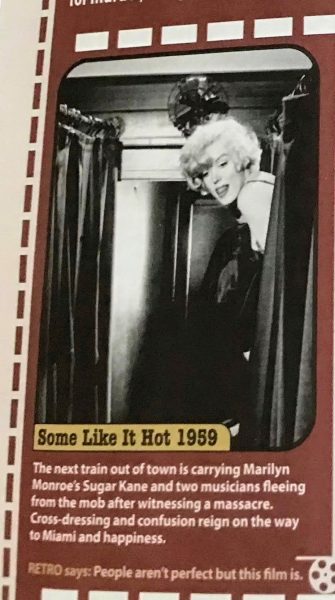 Some Like It Hot 1959
The next train out of town is carrying Marilyn
Monroe's Sugar Kane and two musicians fleeing
from the mob after witnessing a massacre.
Cross-dressing and confusion reign on the way
to Miami and happiness.
RETRO says: People aren't perfect but this film is.